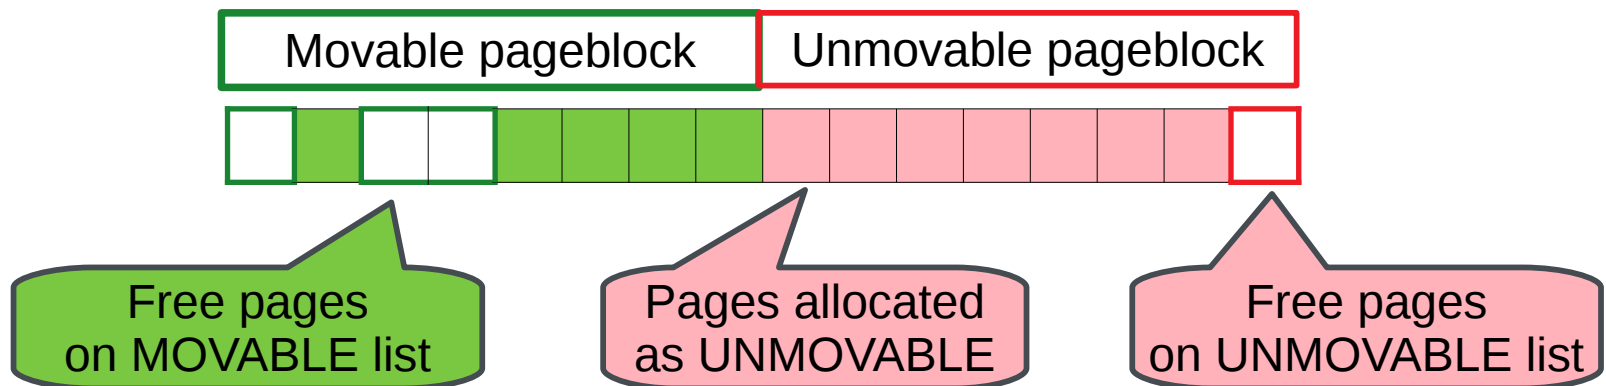 Movable pageblock
Unmovable pageblock
Free pages
on MOVABLE list
Pages allocated
as UNMOVABLE
Free pages
on UNMOVABLE list